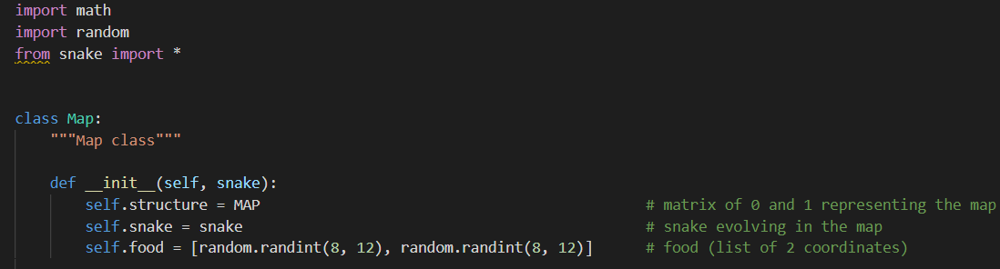 import math
import random
from snake import *
class Map:
"""Map class"""
def __init__(self, snake):
self.structure = MAP # matrix of 0 and 1 representing the map
self.snake = snake # snake evolving in the map
self.food = [random.randint(8, 12), random.randint(8, 12)] # food (list of 2 coordinates)